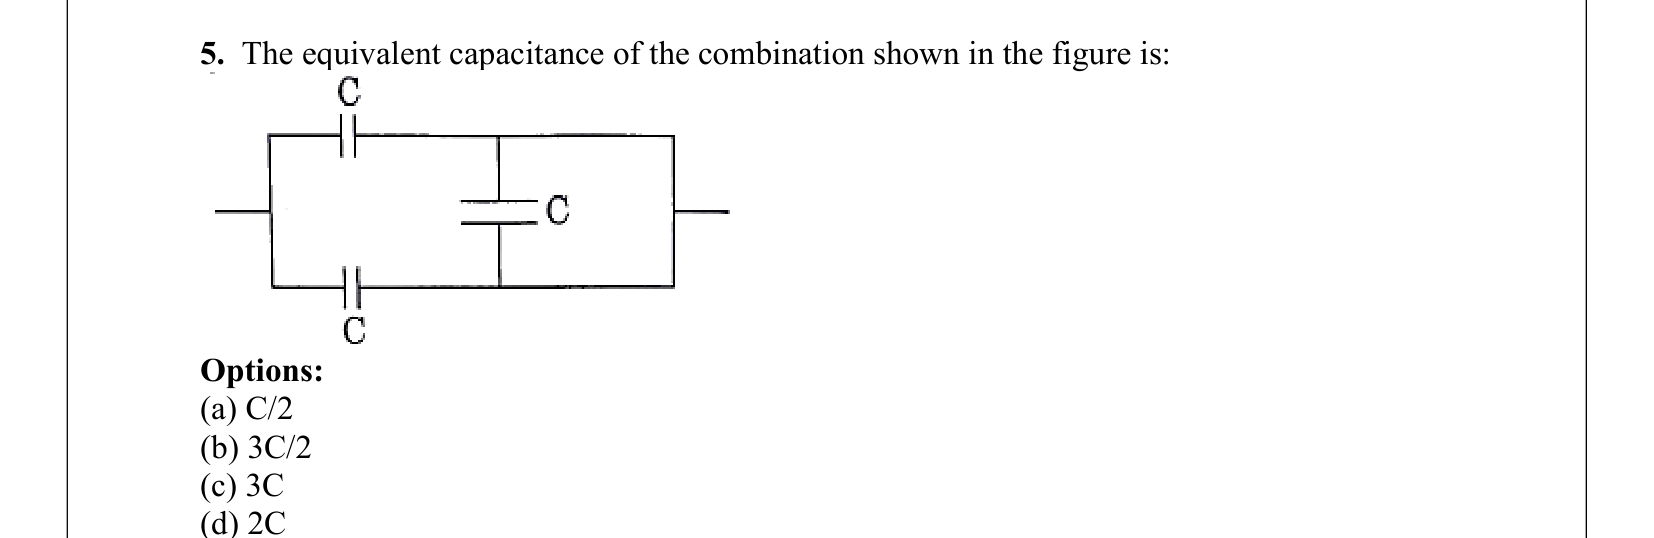 5. The equivalent capacitance of the combination shown in the figure is:
C
C
C
Options:
(a) C/2
(b) 3C/2
(c) 3C
(d) 2C